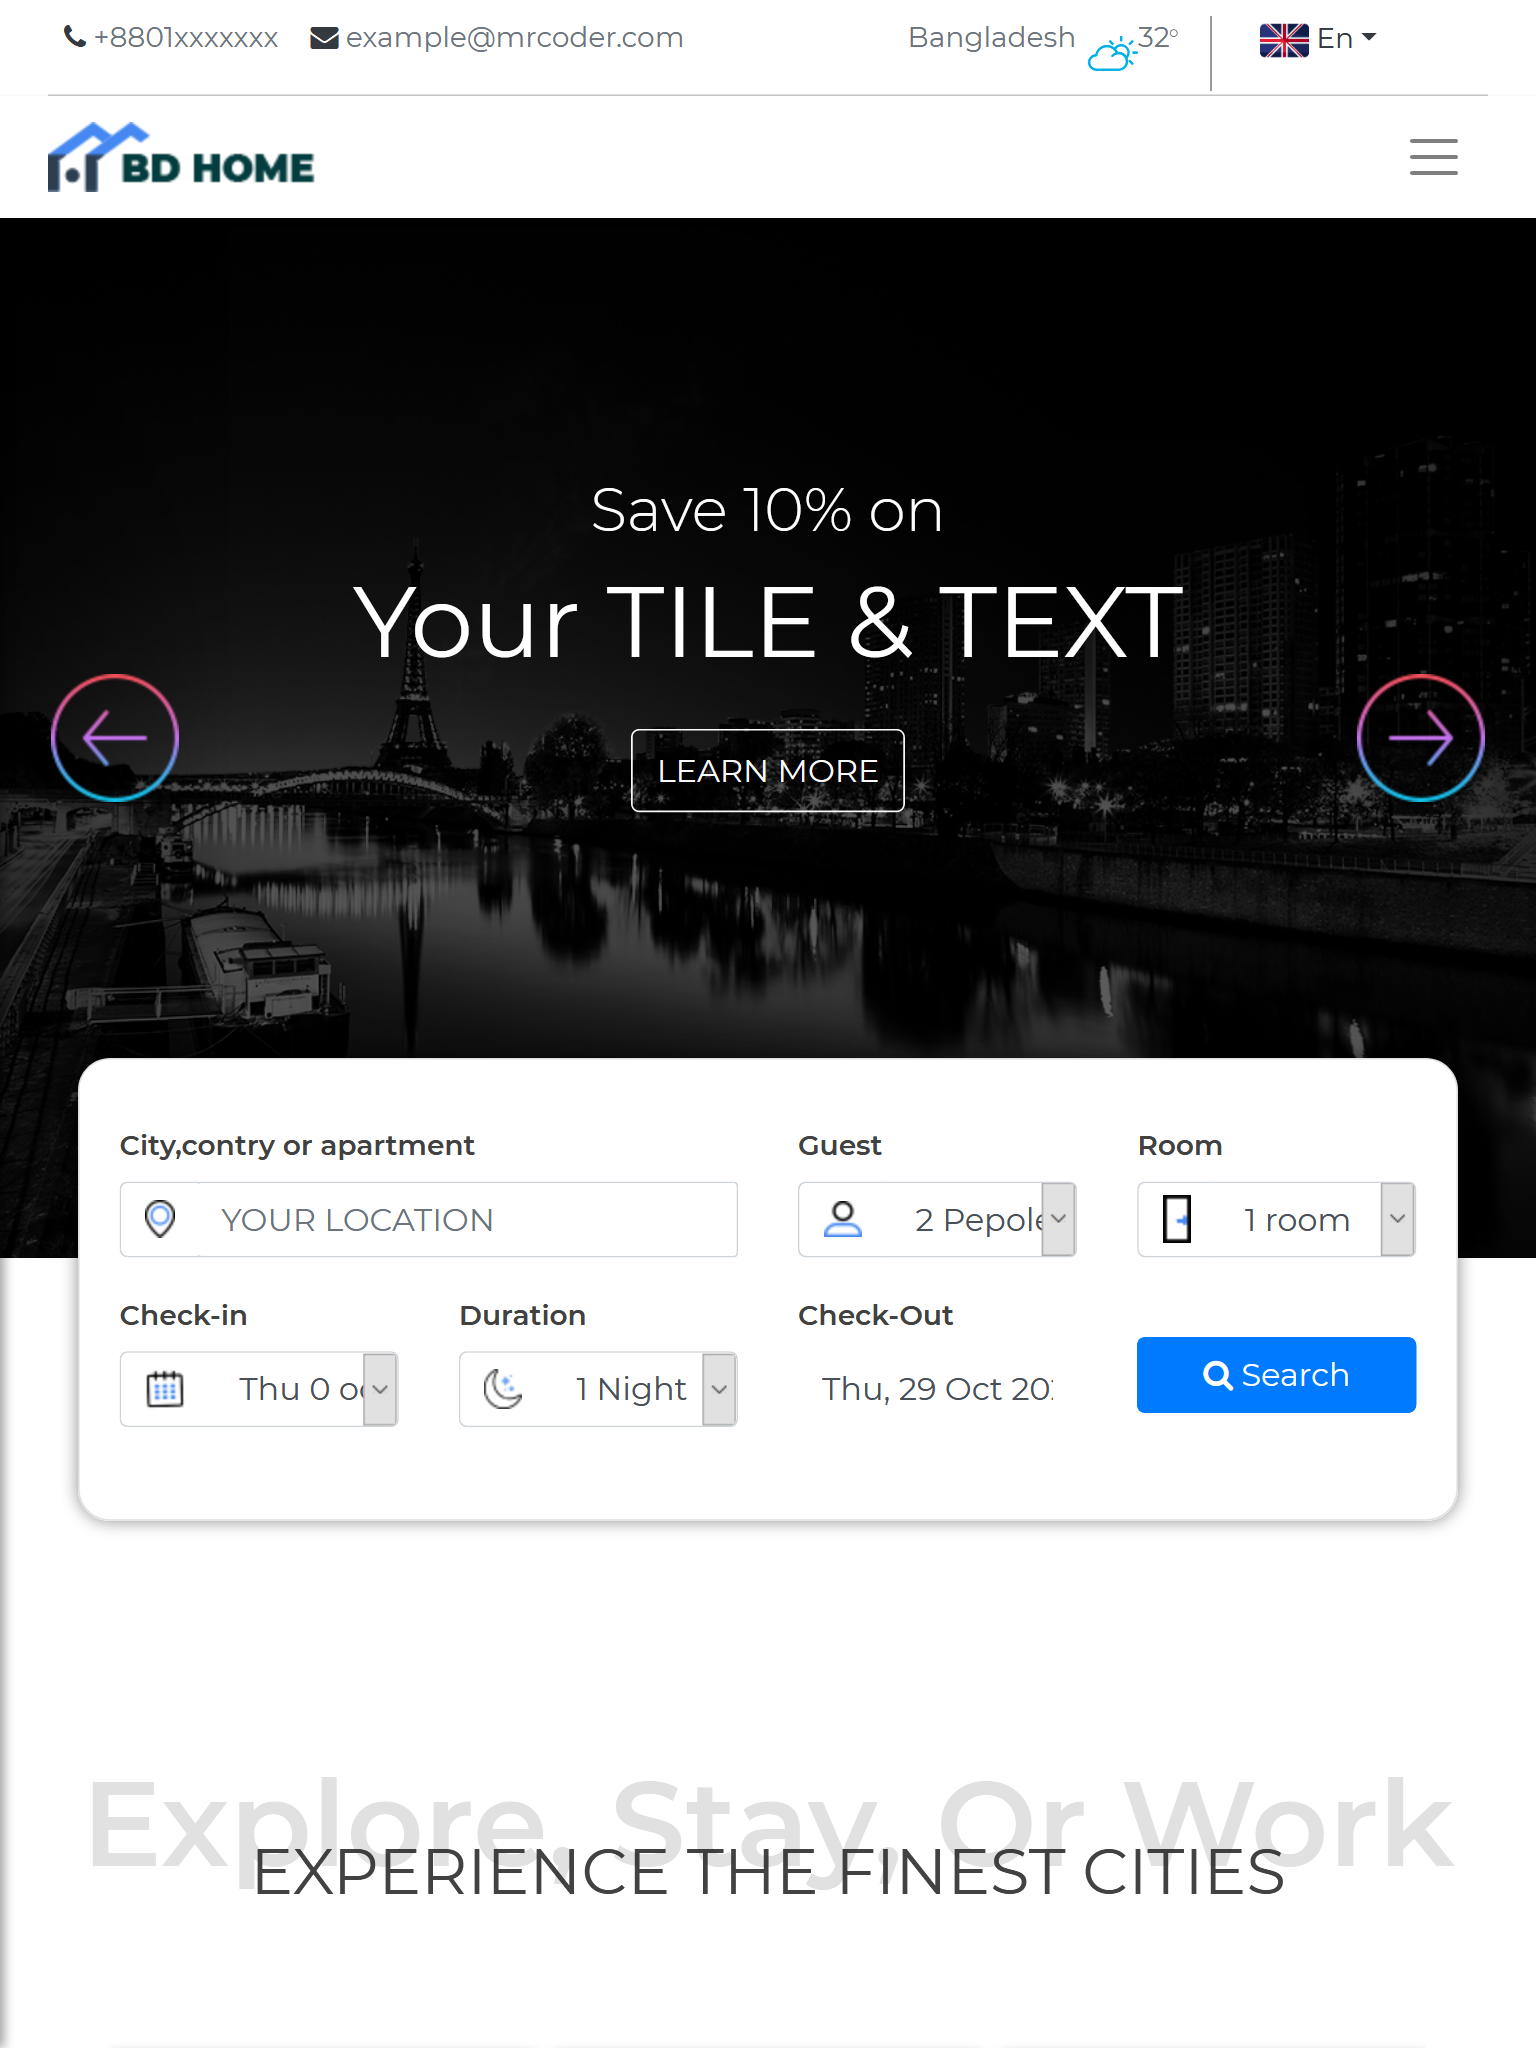 +8801xxxxxxx example@mrcoder.com Bangladesh 32° En
BD HOME
Save 10% on
Your TILE & TEXT
LEARN MORE
City,contry or apartment Guest Room
YOUR LOCATION 2 Pepole 1 room
Check-in Duration Check-Out
Thu 0 oc 1 Night Thu, 29 Oct 20 Search
Explore, Stay, Or Work
EXPERIENCE THE FINEST CITIES